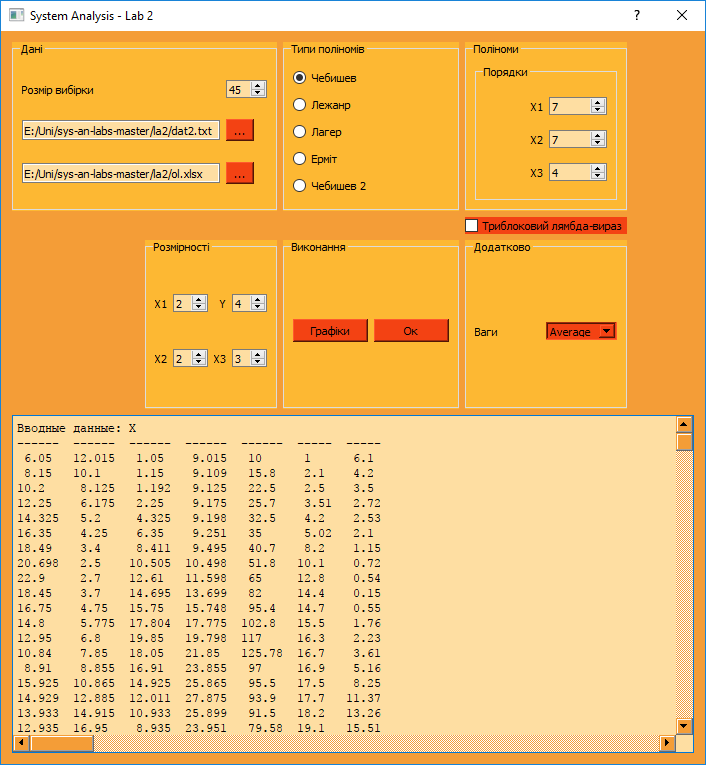 System Analysis - Lab 2
?
Дані
Розмір вибірки 45
E:/Uni/sys-an-labs-master/la2/dat2.txt ...
E:/Uni/sys-an-labs-master/la2/ol.xlsx ...
Типи поліномів
Чебишев
Лежанр
Лагер
Ерміт
Чебишев 2
Поліноми
Порядки
X1 7
X2 7
X3 4
Триблоковий лямбда-вираз
Розмірності
X1 2 Y 4
X2 2 X3 3
Виконання
Графіки Ок
Додатково
Ваги Average
Вводные данные: X
------ ------ ------ ------ ------ ----- -----
6.05 12.015 1.05 9.015 10 1 6.1
8.15 10.1 1.15 9.109 15.8 2.1 4.2
10.2 8.125 1.192 9.125 22.5 2.5 3.5
12.25 6.175 2.25 9.175 25.7 3.51 2.72
14.325 5.2 4.325 9.198 32.5 4.2 2.53
16.35 4.25 6.35 9.251 35 5.02 2.1
18.49 3.4 8.411 9.495 40.7 8.2 1.15
20.698 2.5 10.505 10.498 51.8 10.1 0.72
22.9 2.7 12.61 11.598 65 12.8 0.54
18.45 3.7 14.695 13.699 82 14.4 0.15
16.75 4.75 15.75 15.748 95.4 14.7 0.55
14.8 5.775 17.804 17.775 102.8 15.5 1.76
12.95 6.8 19.85 19.798 117 16.3 2.23
10.84 7.85 18.05 21.85 125.78 16.7 3.61
8.91 8.855 16.91 23.855 97 16.9 5.16
15.925 10.865 14.925 25.865 95.5 17.5 8.25
14.929 12.885 12.011 27.875 93.9 17.7 11.37
13.933 14.915 10.933 25.899 91.5 18.2 13.26
12.935 16.95 8.935 23.951 79.58 19.1 15.51